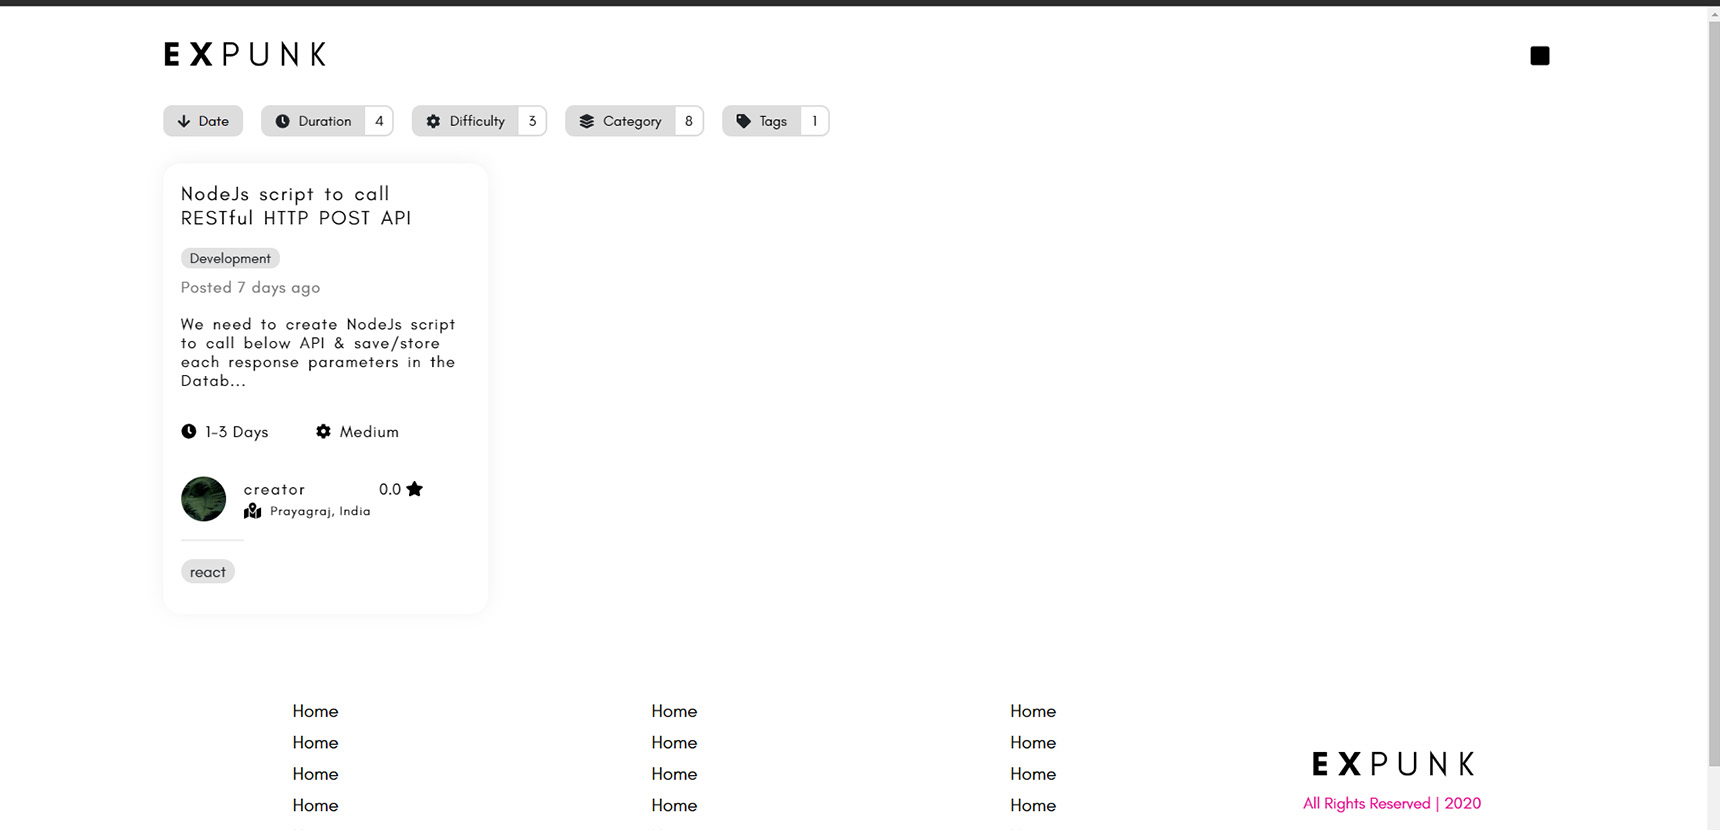 EXPUNK
Date
Duration 4
Difficulty 3
Category 8
Tags 1
NodeJs script to call
RESTful HTTP POST API
Development
Posted 7 days ago
We need to create NodeJs script
to call below API & save/store
each response parameters in the
Datab...
1-3 Days
Medium
creator
0.0
Prayagraj, India
react
Home Home Home
Home Home Home
Home Home Home
Home Home Home
EXPUNK
All Rights Reserved | 2020